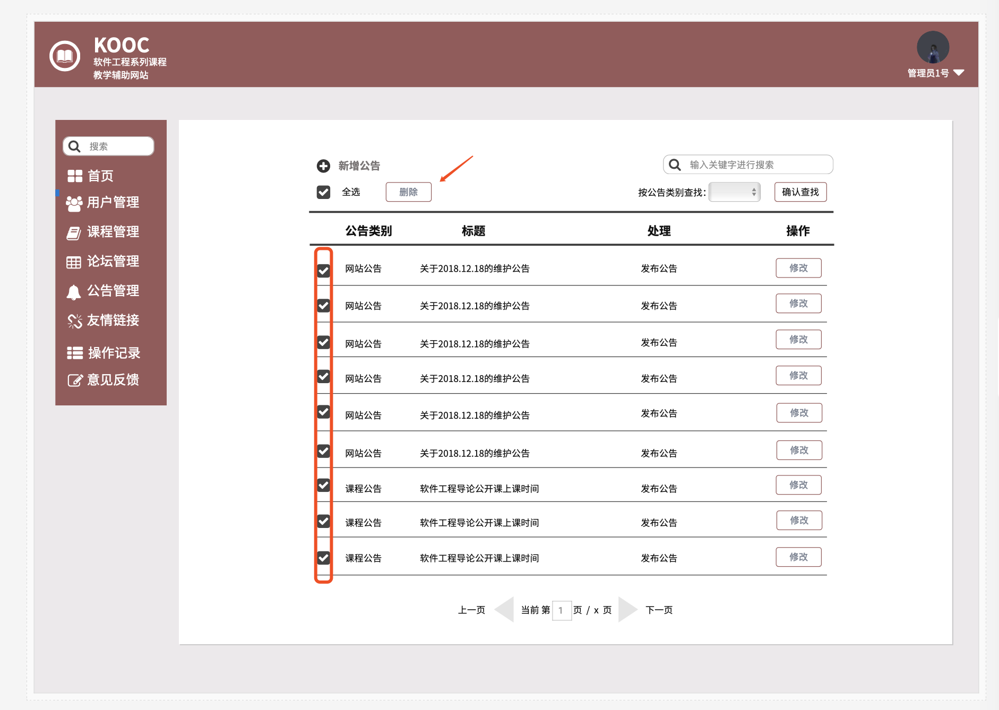 KOOC
软件工程系列课程
教学辅助网站
管理员1号
搜索
首页
用户管理
课程管理
论坛管理
公告管理
友情链接
操作记录
意见反馈
新增公告
输入关键字进行搜索
全选 删除 按公告类别查找: 确认查找
公告类别 标题 处理 操作
网站公告 关于2018.12.18的维护公告 发布公告 修改
网站公告 关于2018.12.18的维护公告 发布公告 修改
网站公告 关于2018.12.18的维护公告 发布公告 修改
网站公告 关于2018.12.18的维护公告 发布公告 修改
网站公告 关于2018.12.18的维护公告 发布公告 修改
网站公告 关于2018.12.18的维护公告 发布公告 修改
课程公告 软件工程导论公开课上课时间 发布公告 修改
课程公告 软件工程导论公开课上课时间 发布公告 修改
课程公告 软件工程导论公开课上课时间 发布公告 修改
上一页 当前 第 1 页 / x 页 下一页